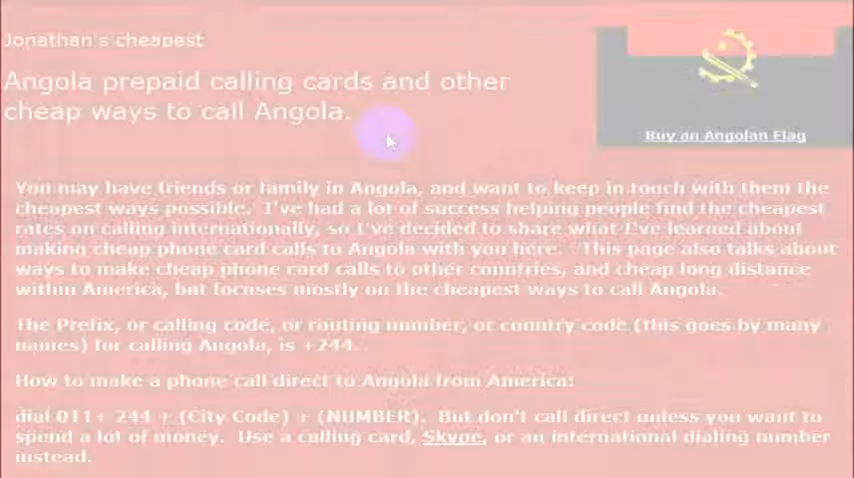 Jonathan's cheapest
Angola prepaid calling cards and other
cheap ways to call Angola.
Buy an Angolan Flag
You may have friends or family in Angola, and want to keep in touch with them the
cheapest ways possible.  I've had a lot of success helping people find the cheapest
rates on calling internationally, so I've decided to share what I've learned about
making cheap phone card calls to Angola with you here.  This page also talks about
ways to make cheap phone card calls to other countries, and cheap long distance
within America, but focuses mostly on the cheapest ways to call Angola.
The Prefix, or calling code, or routing number, or country code (this goes by many
names) for calling Angola, is +244.
How to make a phone call direct to Angola from America:
dial 011+ 244 + (City Code) + (NUMBER).  But don't call direct unless you want to
spend a lot of money.  Use a calling card, Skype, or an international dialing number
instead.